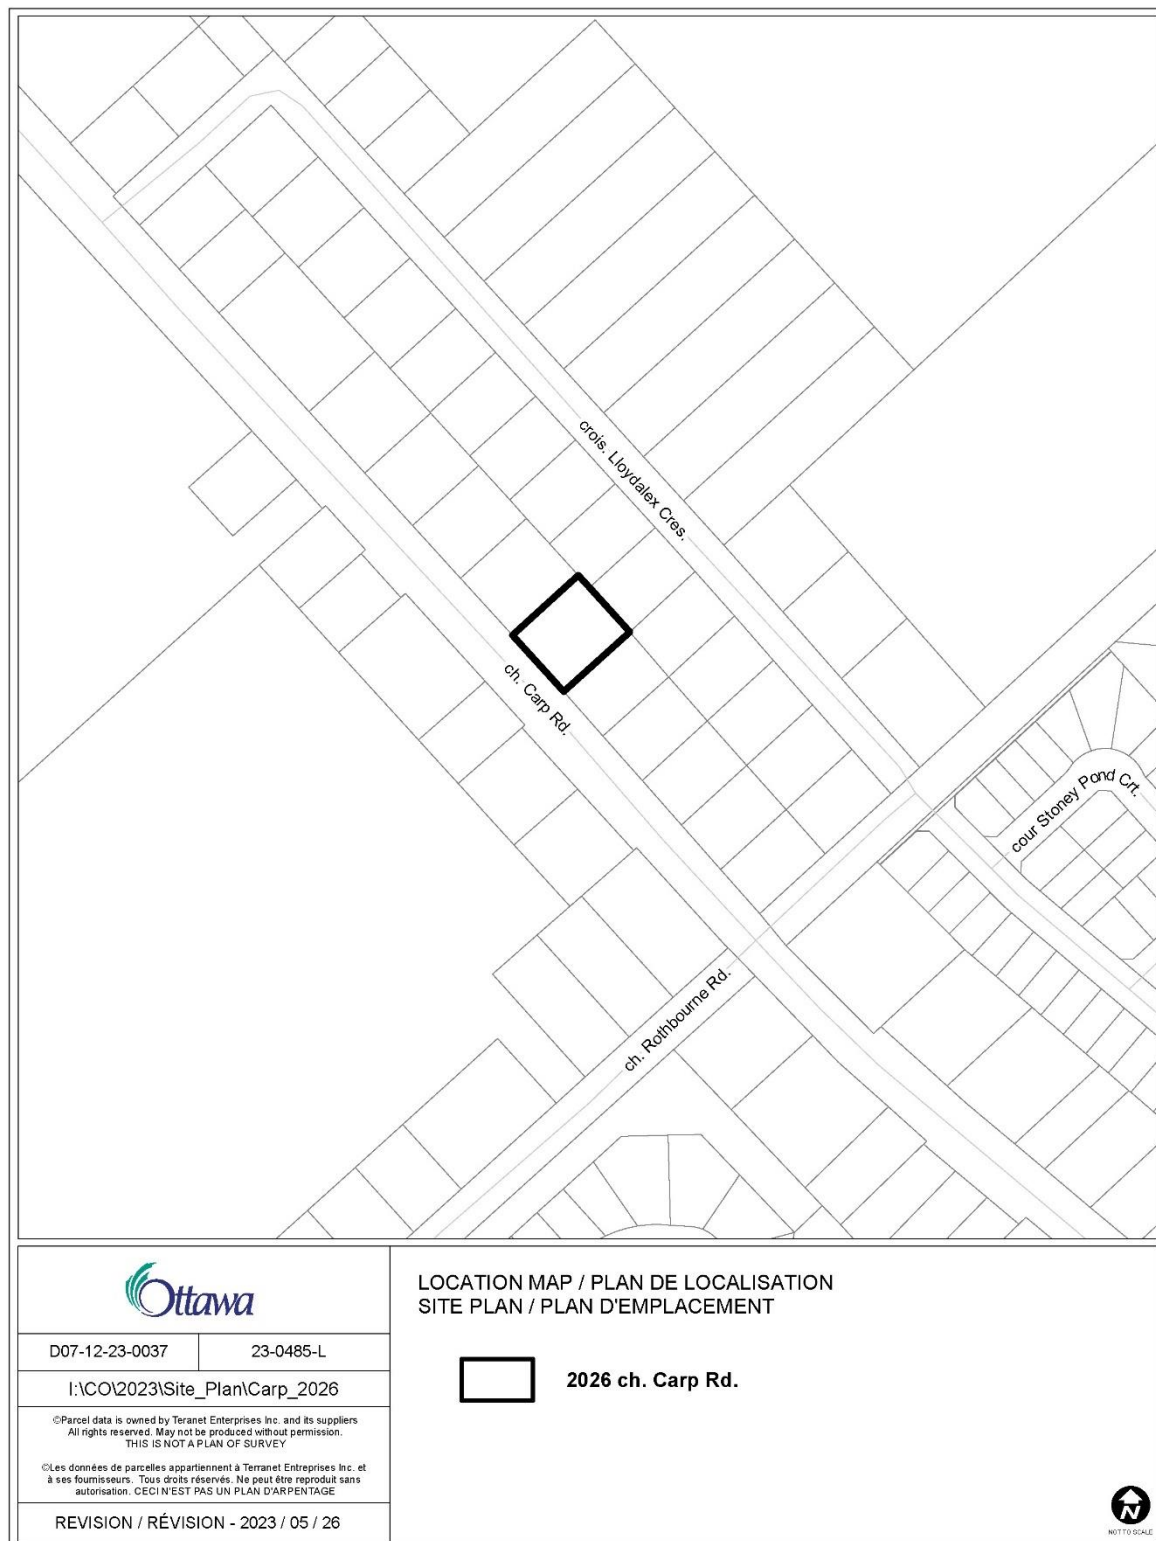 crois. Lloydalex Cres.
ch. Carp Rd.
cour Stoney Pond Crt.
ch. Rothbourne Rd.
Ottawa
D07-12-23-0037
23-0485-L
I:\CO\2023\Site_Plan\Carp_2026
©Parcel data is owned by Teranet Enterprises Inc. and its suppliers
All rights reserved. May not be produced without permission.
THIS IS NOT A PLAN OF SURVEY
©Les données de parcelles appartiennent à Terranet Entreprises Inc. et
à ses fournisseurs. Tous droits réservés. Ne peut être reproduit sans
autorisation. CECI N'EST PAS UN PLAN D'ARPENTAGE
REVISION / RÉVISION - 2023 / 05 / 26
LOCATION MAP / PLAN DE LOCALISATION
SITE PLAN / PLAN D'EMPLACEMENT
2026 ch. Carp Rd.
N
NOT TO SCALE